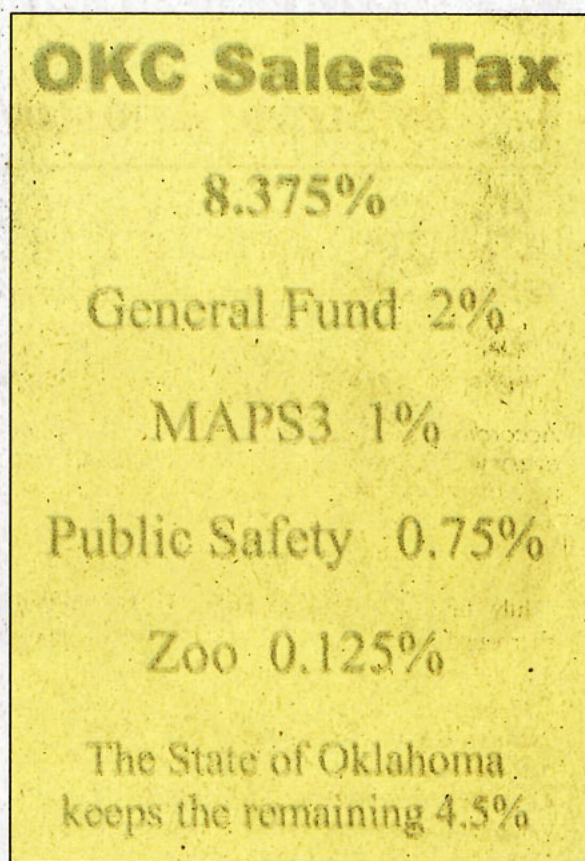 OKC Sales Tax
8.375%
General Fund 2%
MAPS3 1%
Public Safety 0.75%
Zoo 0.125%
The State of Oklahoma
keeps the remaining 4.5%